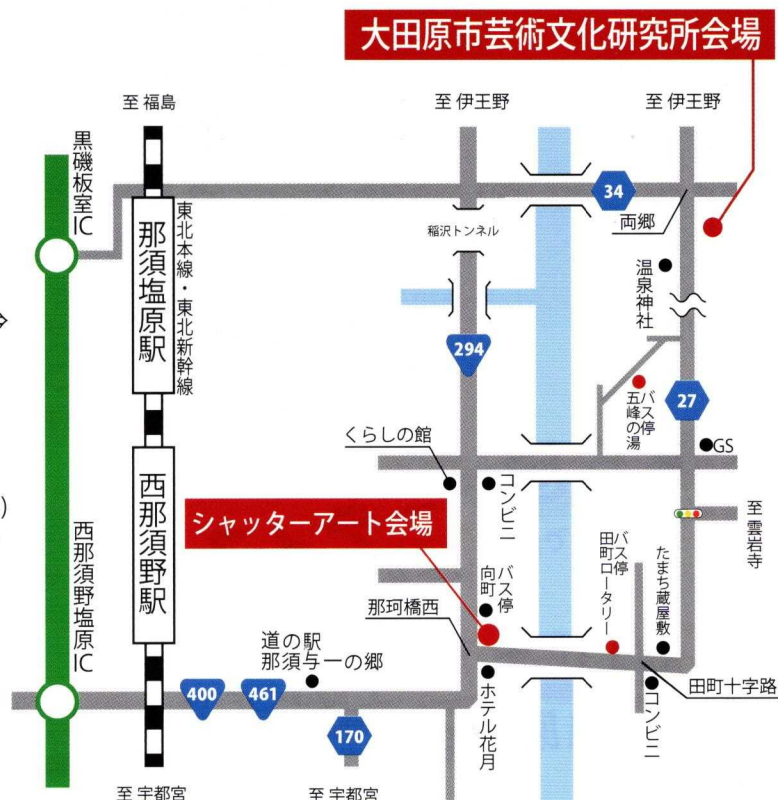 大田原市芸術文化研究所会場
至 福島
至 伊王野
至 伊王野
黒磯板室IC
34
東北本線・東北新幹線
那須塩原駅
両郷
稲沢トンネル
温泉神社
294
バス停
五峰の湯
27
くらしの館
GS
コンビニ
西那須野駅
シャッターアート会場
)
至 雲岩寺
西那須野塩原IC
バス停
向町
バス停
田町ロータリー
たまち蔵屋敷
那珂橋西
道の駅
那須与一の郷
400
461
170
ホテル花月
コンビニ
田町十字路
至 宇都宮
至 宇都宮